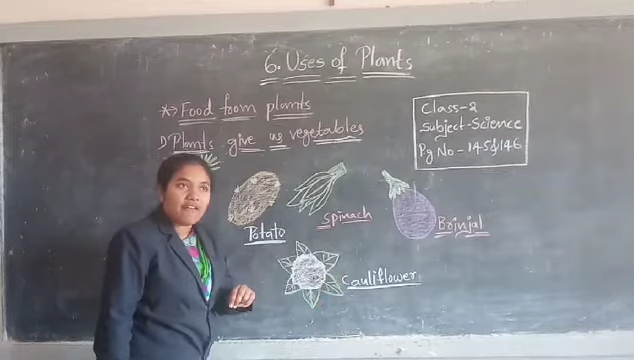 6. Uses of Plants
Food from plants
1) Plants give us vegetables
Class-2
Subject-Science
Pg No - 145&146
Potato
Spinach
Brinjal
Cauliflower